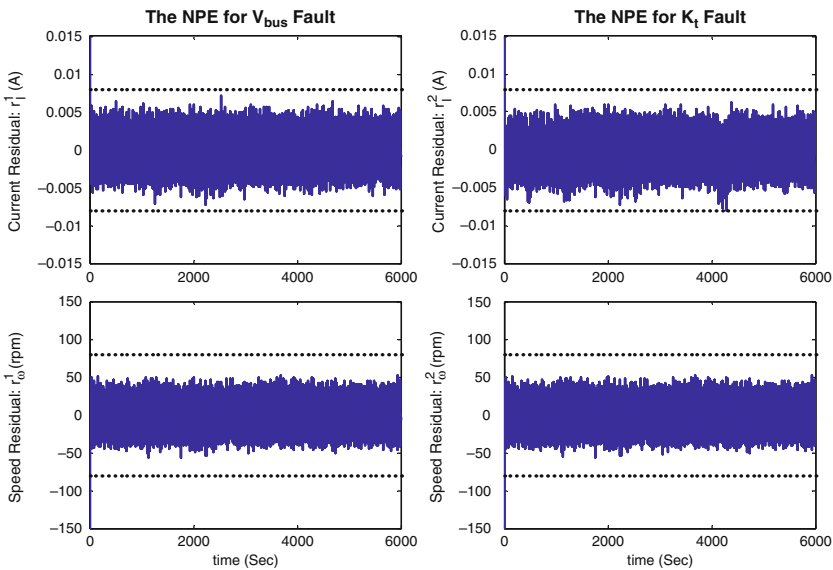 The NPE for V_bus Fault
0.015
0.01
0.005
0
−0.005
−0.01
−0.015
Current Residual: r_i^1 (A)
0 2000 4000 6000
The NPE for K_t Fault
0.015
0.01
0.005
0
−0.005
−0.01
−0.015
Current Residual: r_i^2 (A)
0 2000 4000 6000
150
100
50
0
−50
−100
−150
Speed Residual: r_ω^1 (rpm)
0 2000 4000 6000
time (Sec)
150
100
50
0
−50
−100
−150
Speed Residual: r_ω^2 (rpm)
0 2000 4000 6000
time (Sec)